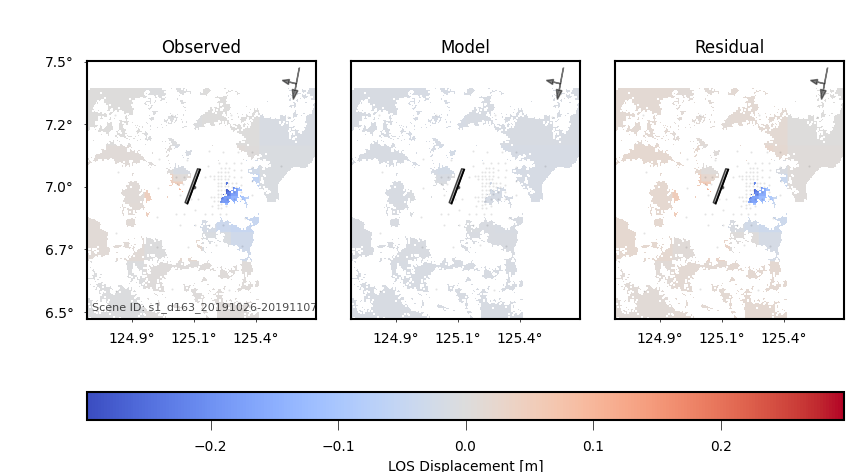 Observed
Model
Residual
7.5°
7.2°
7.0°
6.7°
6.5°
Scene ID: s1_d163_20191026-20191107
124.9° 125.1° 125.4°
124.9° 125.1° 125.4°
124.9° 125.1° 125.4°
−0.2 −0.1 0.0 0.1 0.2
LOS Displacement [m]